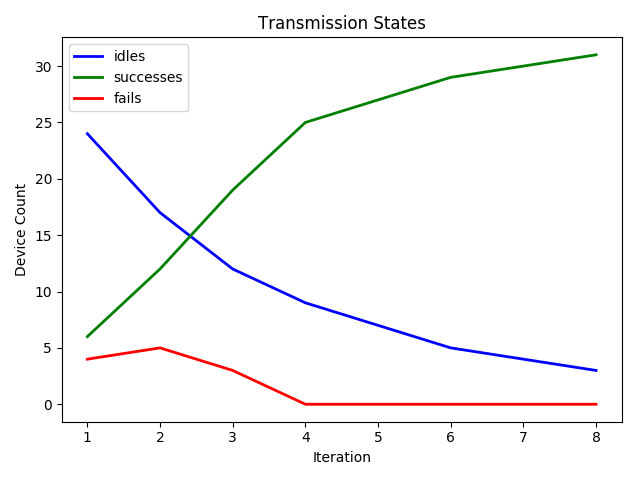 Transmission States
idles
successes
fails
Device Count
30
25
20
15
10
5
0
1 2 3 4 5 6 7 8
Iteration